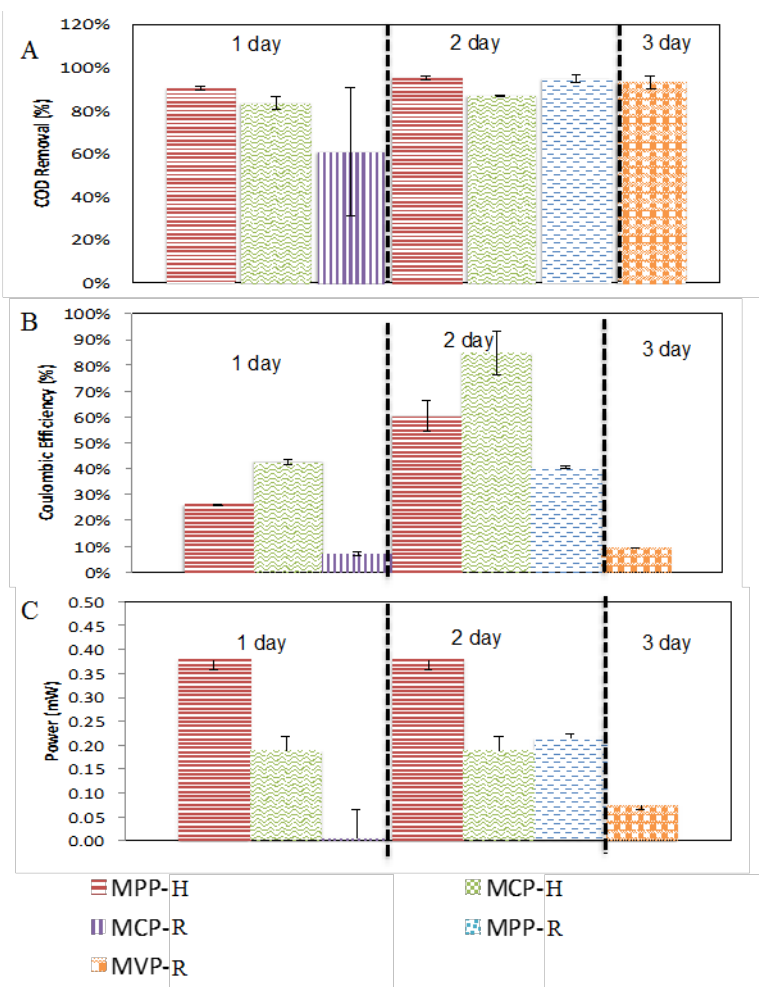 A
COD Removal (%)
120%
100%
80%
60%
40%
20%
0%
1 day
2 day
3 day
B
Coulombic Efficiency (%)
100%
90%
80%
70%
60%
50%
40%
30%
20%
10%
0%
1 day
2 day
3 day
C
Power (mW)
0.50
0.45
0.40
0.35
0.30
0.25
0.20
0.15
0.10
0.05
0.00
1 day
2 day
3 day
MPP-H
MCP-H
MCP-R
MPP-R
MVP-R